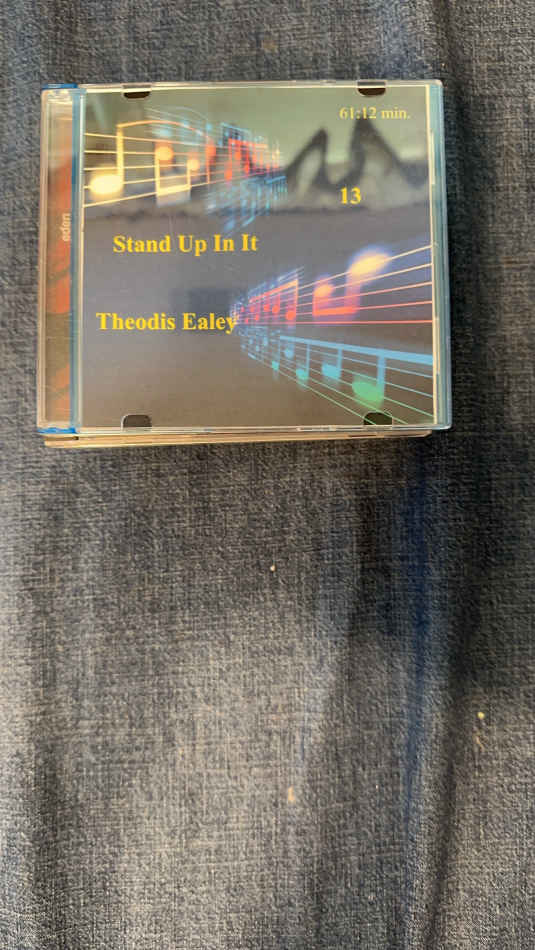 61:12 min.
13
Stand Up In It
Theodis Ealey
eden